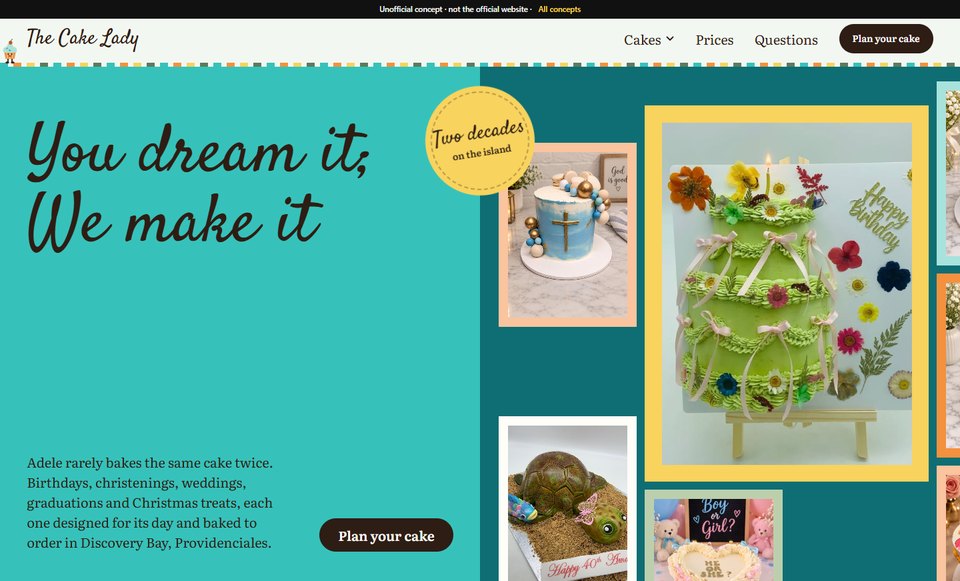 Unofficial concept · not the official website · All concepts
The Cake Lady
Cakes
Prices
Questions
Plan your cake
You dream it;
We make it
Two decades
on the island
God
is good
Happy
Birthday
Adele rarely bakes the same cake twice.
Birthdays, christenings, weddings,
graduations and Christmas treats, each
one designed for its day and baked to
order in Discovery Bay, Providenciales.
Plan your cake
Happy 40th
Boy
or
Girl?
HE
OR
SHE?